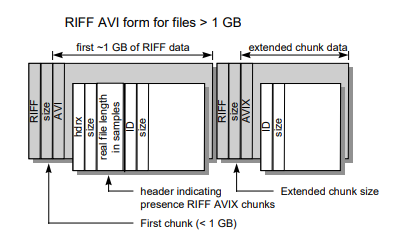 RIFF AVI form for files > 1 GB
first ~1 GB of RIFF data
extended chunk data
RIFF
size
AVI
hdrx
size
real file length
in samples
ID
size
RIFF
size
AVIX
ID
size
header indicating
presence RIFF AVIX chunks
Extended chunk size
First chunk (< 1 GB)